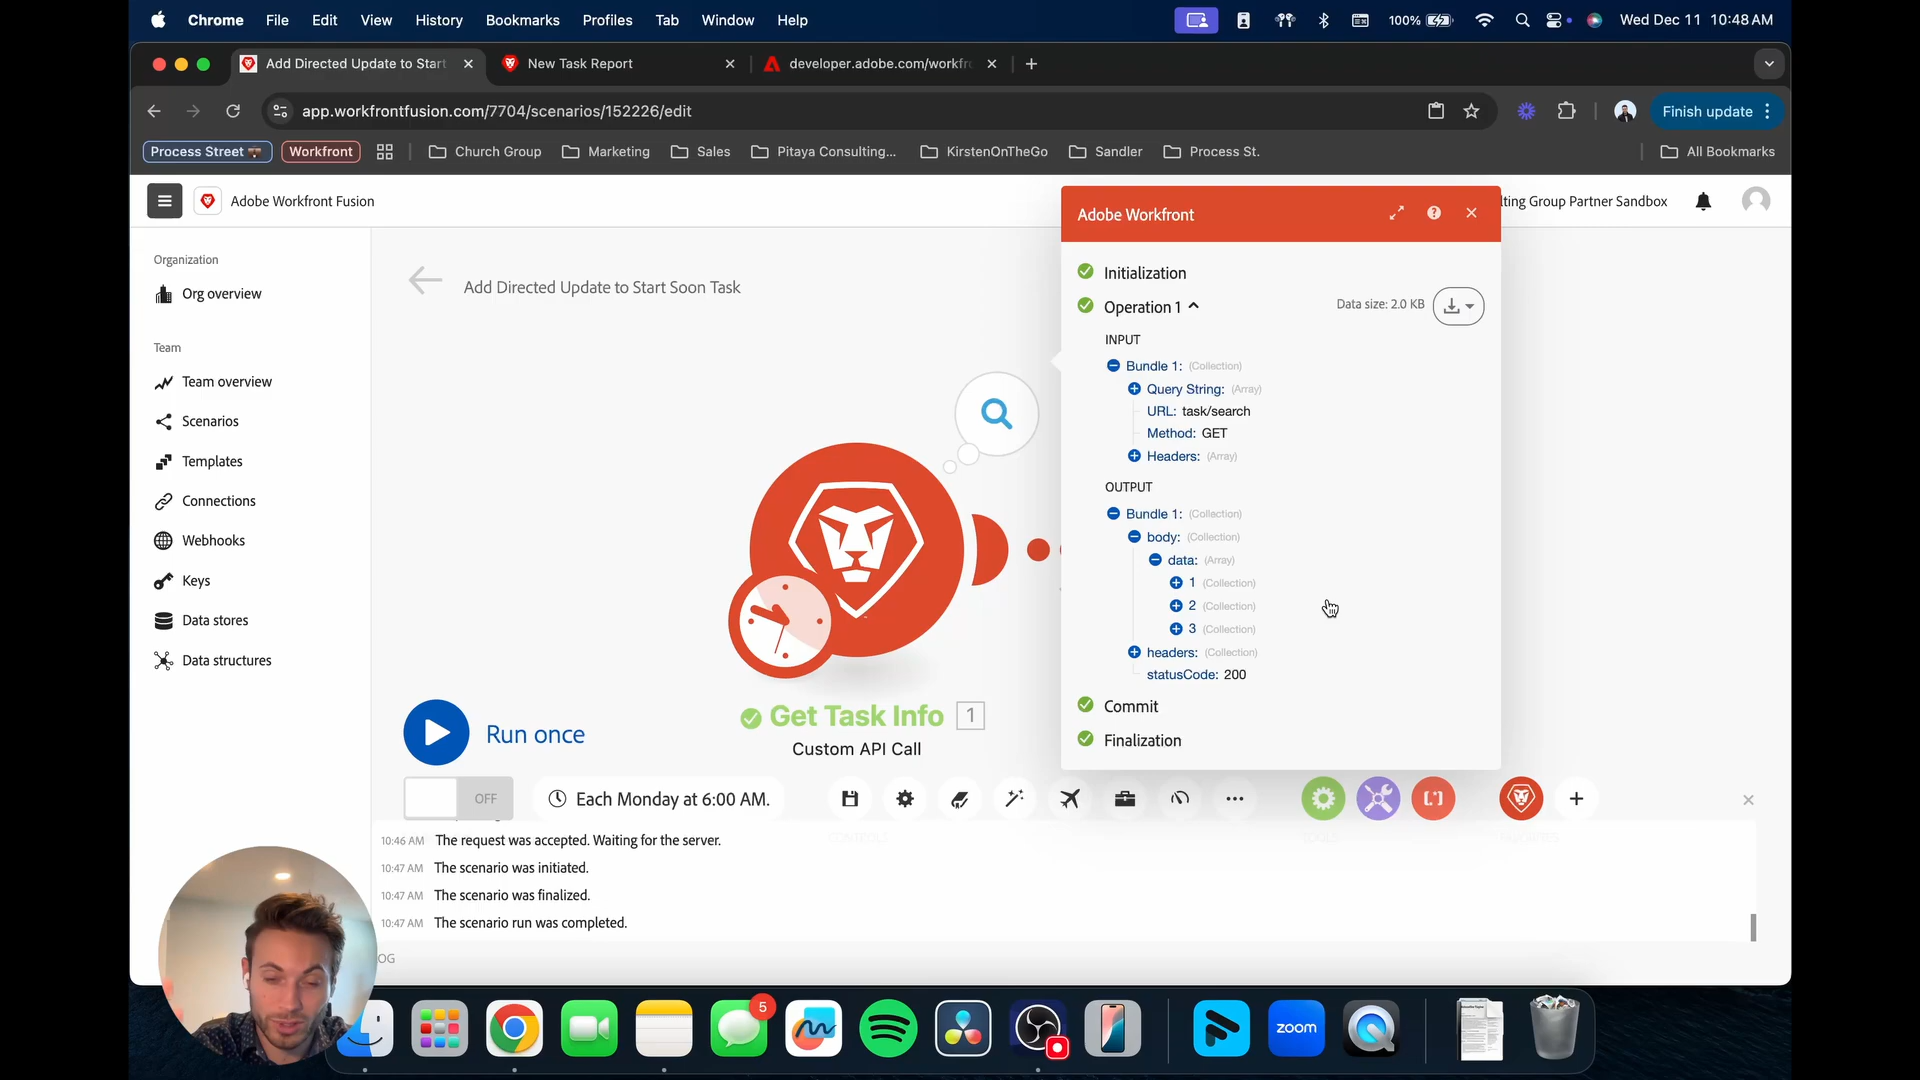 Chrome File Edit View History Bookmarks Profiles Tab Window Help 100% Wed Dec 11 10:48 AM
Add Directed Update to Start New Task Report developer.adobe.com/workfr
app.workfrontfusion.com/7704/scenarios/152226/edit Finish update
Process Street Workfront Church Group Marketing Sales Pitaya Consulting... KirstenOnTheGo Sandler Process St. All Bookmarks
Adobe Workfront Fusion
lting Group Partner Sandbox
Organization
Org overview
Team
Team overview
Scenarios
Templates
Connections
Webhooks
Keys
Data stores
Data structures
Add Directed Update to Start Soon Task
Adobe Workfront
Initialization
Operation 1 Data size: 2.0 KB
INPUT
Bundle 1: (Collection)
Query String: (Array)
URL: task/search
Method: GET
Headers: (Array)
OUTPUT
Bundle 1: (Collection)
body: (Collection)
data: (Array)
1 (Collection)
2 (Collection)
3 (Collection)
headers: (Collection)
statusCode: 200
Commit
Finalization
Get Task Info 1
Custom API Call
Run once
OFF Each Monday at 6:00 AM.
CONTROLS TOOLS FAVORITES
10:46 AM The request was accepted. Waiting for the server.
10:47 AM The scenario was initiated.
10:47 AM The scenario was finalized.
10:47 AM The scenario run was completed.
OG
5
zoom